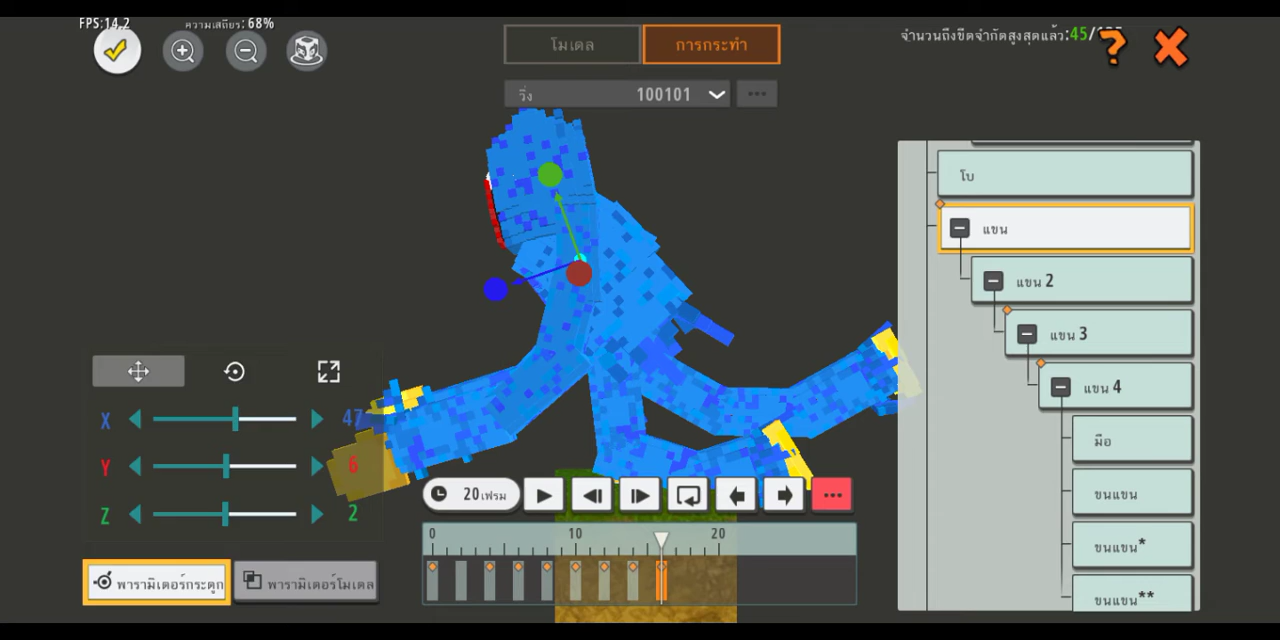 FPS:14.2
ความเสถียร: 68%
โมเดล
การกระทำ
จำนวนถึงขีดจำกัดสูงสุดแล้ว:45/
?
วิ่ง 100101
โบ
แขน
แขน 2
แขน 3
แขน 4
มือ
ขนแขน
ขนแขน*
ขนแขน**
X 47
Y 6
Z 2
20เฟรม
0 10 20
พารามิเตอร์กระดูก
พารามิเตอร์โมเดล